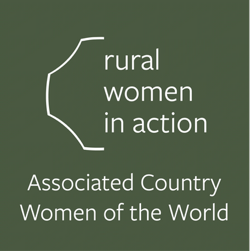 rural
women
in action
Associated Country
Women of the World